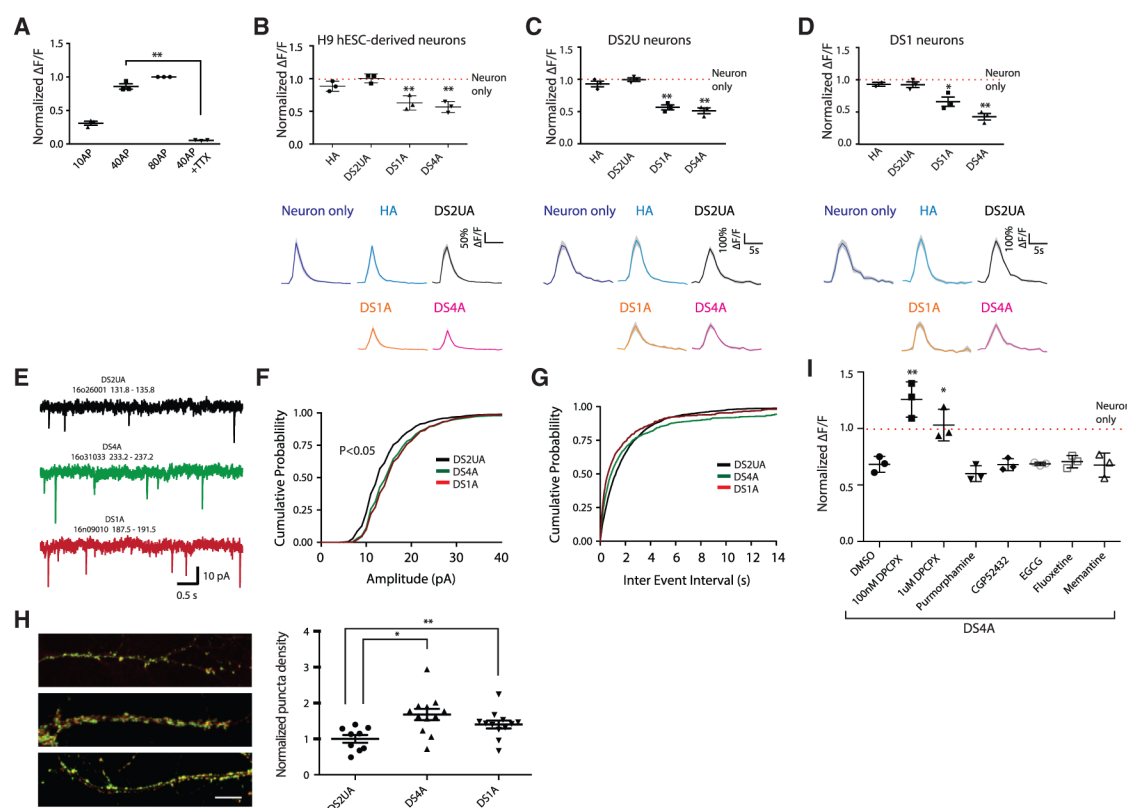 A
Normalized ΔF/F
1.5
1.0
0.5
0.0
**
10AP
40AP
80AP
40AP
+TTX
B
H9 hESC-derived neurons
Normalized ΔF/F
1.5
1.0
0.5
0.0
Neuron
only
**
**
HA
DS2UA
DS1A
DS4A
Neuron only
HA
DS2UA
50%
ΔF/F
DS1A
DS4A
C
DS2U neurons
Normalized ΔF/F
1.5
1.0
0.5
0.0
Neuron
only
**
**
HA
DS2UA
DS1A
DS4A
Neuron only
HA
DS2UA
100%
ΔF/F
5s
DS1A
DS4A
D
DS1 neurons
Normalized ΔF/F
1.5
1.0
0.5
0.0
Neuron
only
*
**
HA
DS2UA
DS1A
DS4A
Neuron only
HA
DS2UA
100%
ΔF/F
5s
DS1A
DS4A
E
DS2UA
16o26001 131.8 - 135.8
DS4A
16o31033 233.2 - 237.2
DS1A
16n09010 187.5 - 191.5
10 pA
0.5 s
F
Cumulative Probability
1.00
0.75
0.50
0.25
0.00
P<0.05
DS2UA
DS4A
DS1A
0 10 20 30 40
Amplitude (pA)
G
Cumulative Probability
1.00
0.75
0.50
0.25
0.00
DS2UA
DS4A
DS1A
0 2 4 6 8 10 12 14
Inter Event Interval (s)
H
Normalized puncta density
4
3
2
1
0
**
*
DS2UA
DS4A
DS1A
I
Normalized ΔF/F
1.5
1.0
0.5
0.0
**
*
Neuron
only
DMSO
100nM DPCPX
1uM DPCPX
Purmorphamine
CGP52432
EGCG
Fluoxetine
Memantine
DS4A